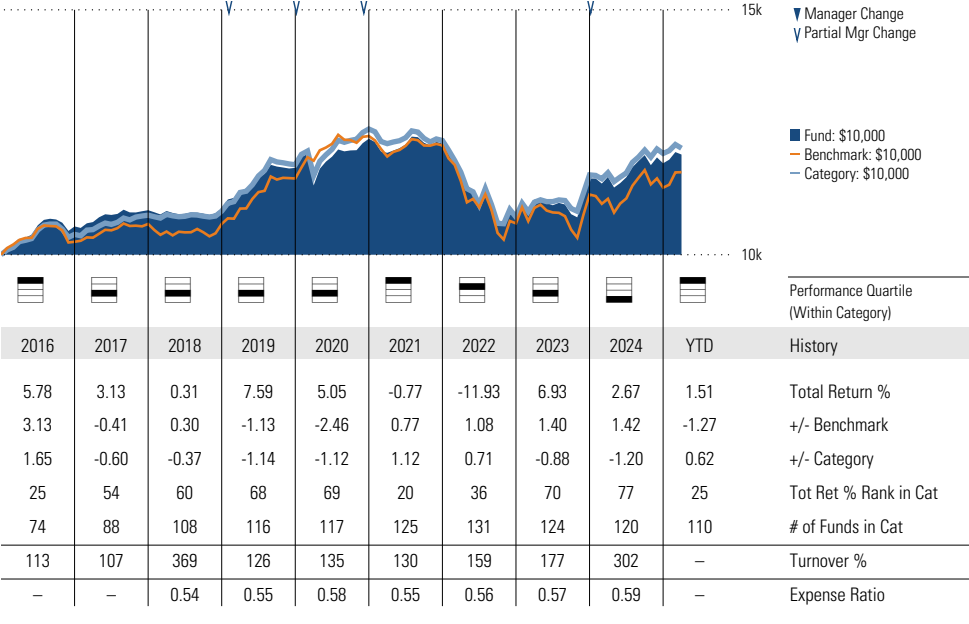 15k
Manager Change
Partial Mgr Change
Fund: $10,000
Benchmark: $10,000
Category: $10,000
10k
Performance Quartile
(Within Category)
2016 2017 2018 2019 2020 2021 2022 2023 2024 YTD History
5.78 3.13 0.31 7.59 5.05 -0.77 -11.93 6.93 2.67 1.51 Total Return %
3.13 -0.41 0.30 -1.13 -2.46 0.77 1.08 1.40 1.42 -1.27 +/- Benchmark
1.65 -0.60 -0.37 -1.14 -1.12 1.12 0.71 -0.88 -1.20 0.62 +/- Category
25 54 60 68 69 20 36 70 77 25 Tot Ret % Rank in Cat
74 88 108 116 117 125 131 124 120 110 # of Funds in Cat
113 107 369 126 135 130 159 177 302 – Turnover %
– – 0.54 0.55 0.58 0.55 0.56 0.57 0.59 – Expense Ratio